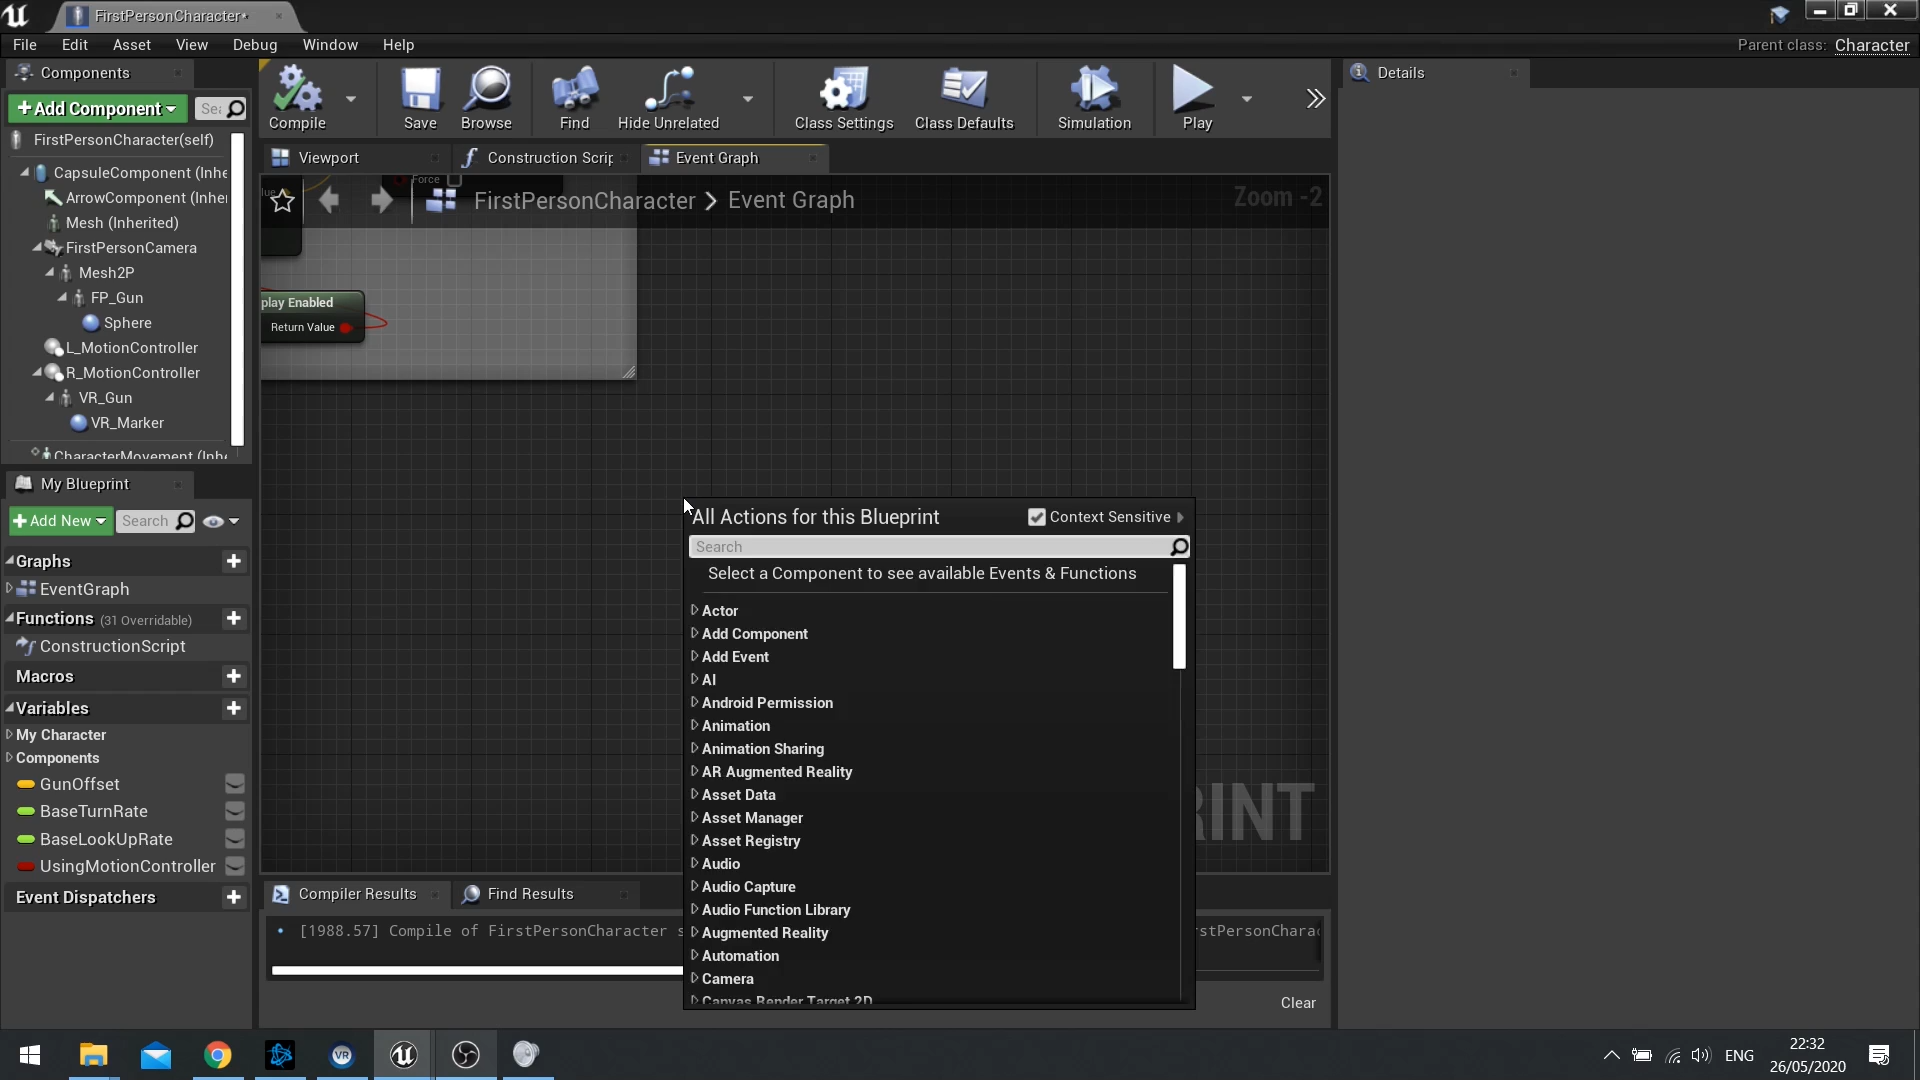 FirstPersonCharacter*
File Edit Asset View Debug Window Help
Parent class: Character
Components
Details
Add Component
FirstPersonCharacter(self)
CapsuleComponent (Inhe
ArrowComponent (Inher
Mesh (Inherited)
FirstPersonCamera
Mesh2P
FP_Gun
Sphere
L_MotionController
R_MotionController
VR_Gun
VR_Marker
CharacterMovement (Inhe
Compile
Save
Browse
Find
Hide Unrelated
Class Settings
Class Defaults
Simulation
Play
Viewport
Construction Scrip
Event Graph
Force
FirstPersonCharacter > Event Graph
Zoom -2
play Enabled
Return Value
My Blueprint
Add New
Search
Graphs
EventGraph
Functions (31 Overridable)
ConstructionScript
Macros
Variables
My Character
Components
GunOffset
BaseTurnRate
BaseLookUpRate
UsingMotionController
Event Dispatchers
All Actions for this Blueprint
Context Sensitive
Search
Select a Component to see available Events & Functions
Actor
Add Component
Add Event
AI
Android Permission
Animation
Animation Sharing
AR Augmented Reality
Asset Data
Asset Manager
Asset Registry
Audio
Audio Capture
Audio Function Library
Augmented Reality
Automation
Camera
Canvas Render Target 2D
RINT
Compiler Results
Find Results
[1988.57] Compile of FirstPersonCharacter s
rstPersonCharac
Clear
VR
ENG
22:32
26/05/2020